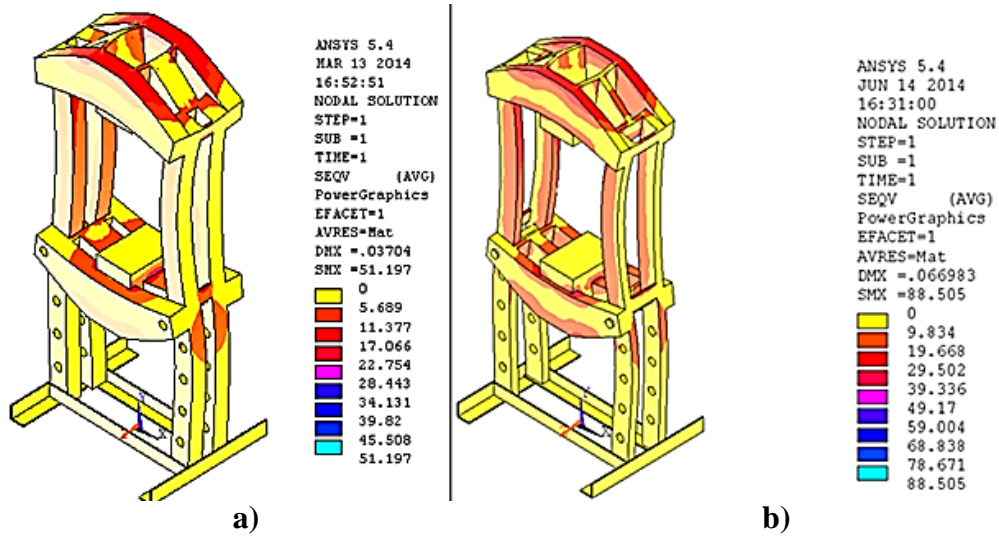 ANSYS 5.4
MAR 13 2014
16:52:51
NODAL SOLUTION
STEP=1
SUB =1
TIME=1
SEQV (AVG)
PowerGraphics
EFACET=1
AVRES=Mat
DMX =.03704
SMX =51.197
0
5.689
11.377
17.066
22.754
28.443
34.131
39.82
45.508
51.197
a)
ANSYS 5.4
JUN 14 2014
16:31:00
NODAL SOLUTION
STEP=1
SUB =1
TIME=1
SEQV (AVG)
PowerGraphics
EFACET=1
AVRES=Mat
DMX =.066983
SMX =88.505
0
9.834
19.668
29.502
39.336
49.17
59.004
68.838
78.671
88.505
b)